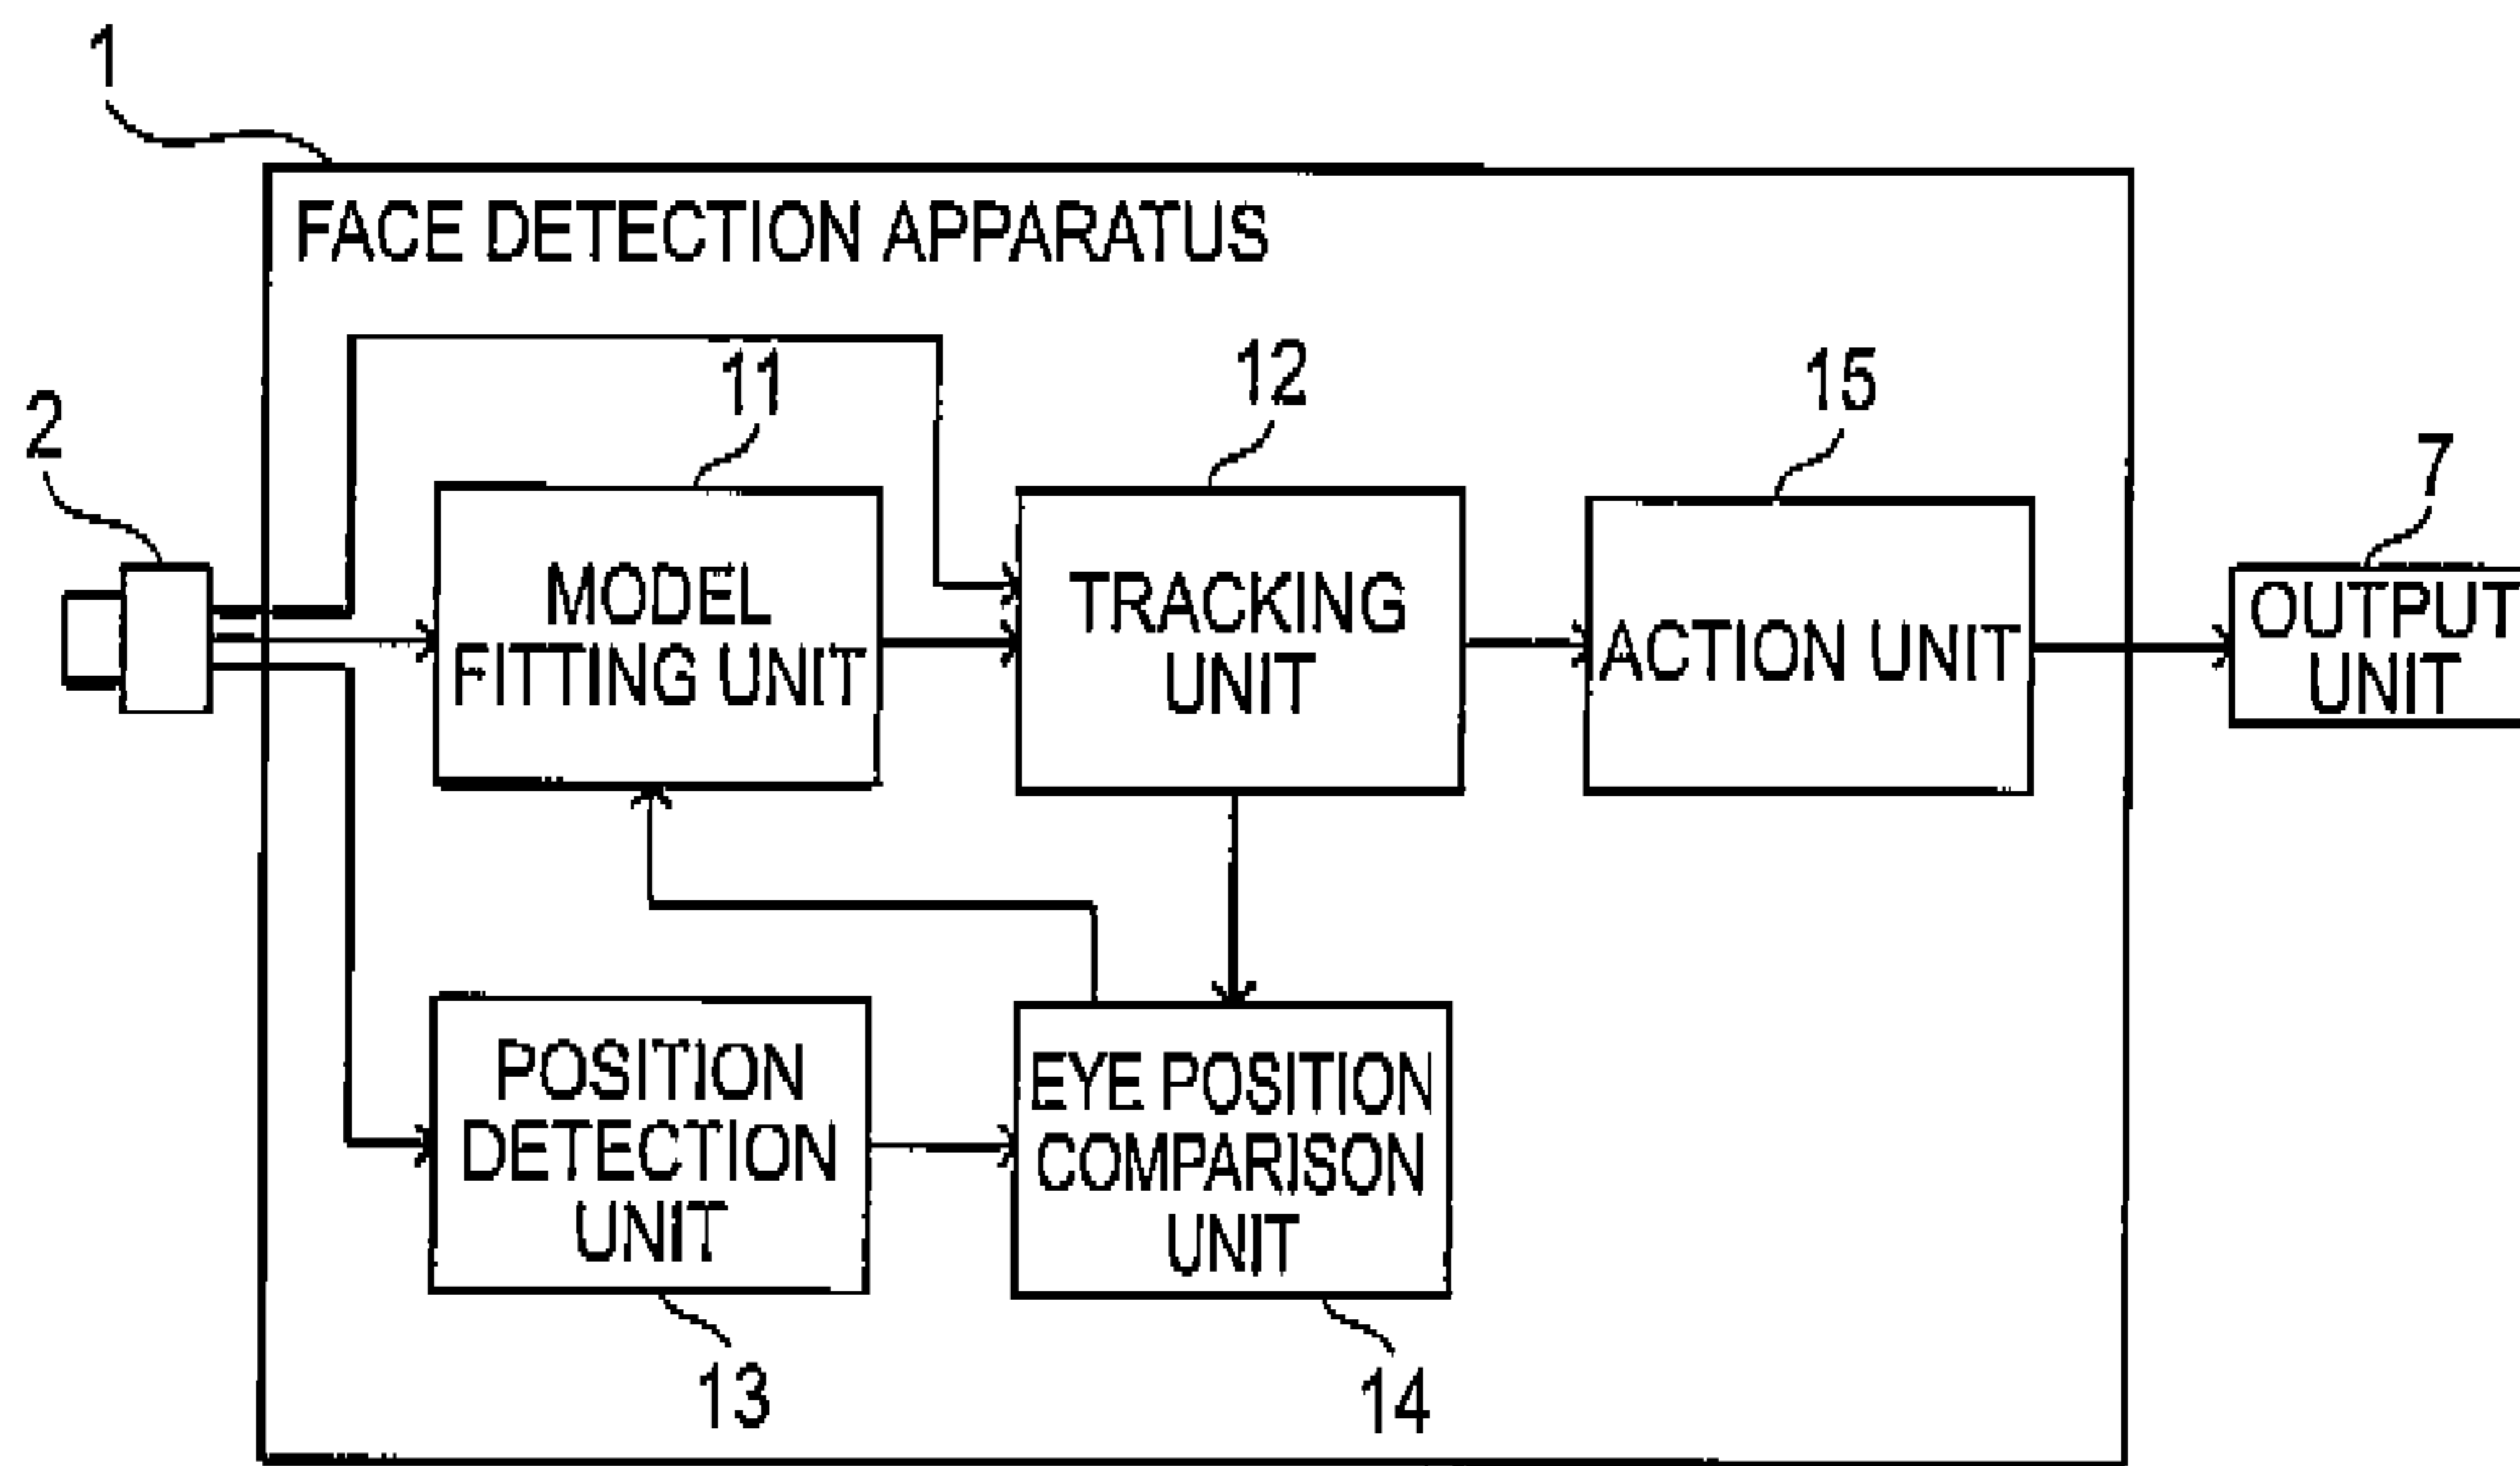 1
FACE DETECTION APPARATUS
2
11
12
15
7
MODEL
FITTING UNIT
TRACKING
UNIT
ACTION UNIT
OUTPUT
UNIT
POSITION
DETECTION
UNIT
EYE POSITION
COMPARISON
UNIT
13
14